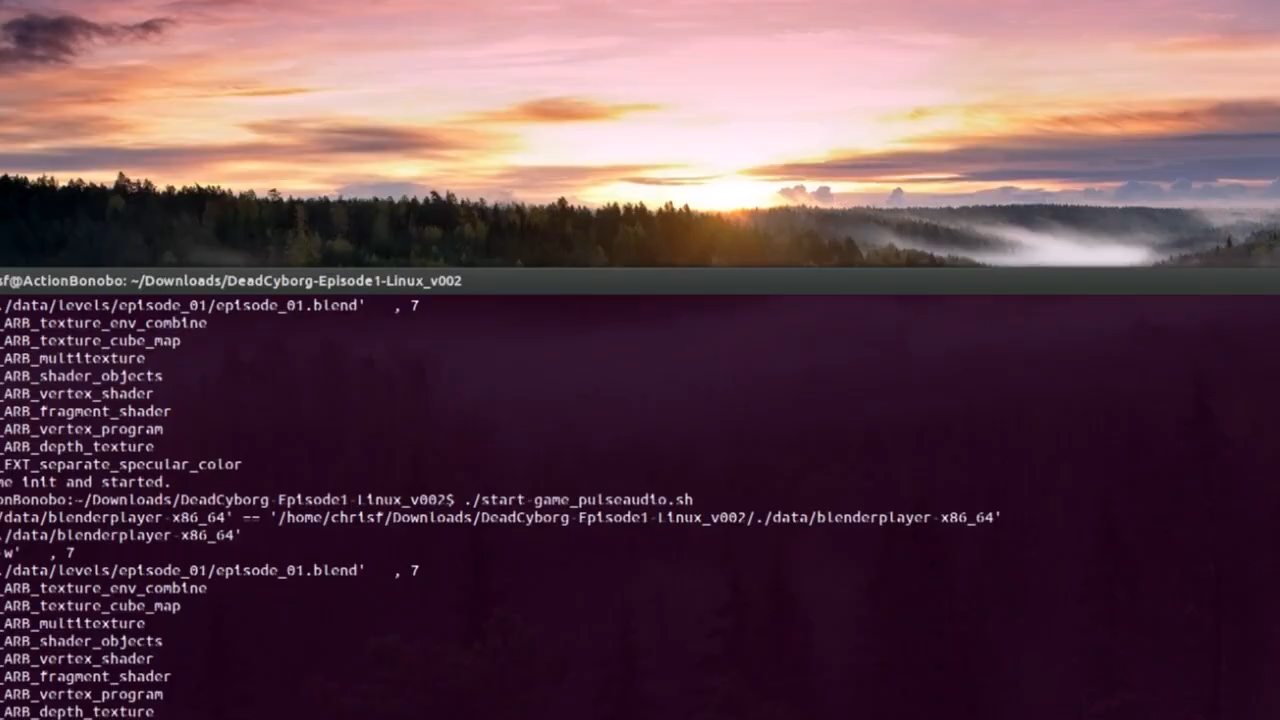 sf@ActionBonobo: ~/Downloads/DeadCyborg-Episode1-Linux_v002
./data/levels/episode_01/episode_01.blend'   , 7
_ARB_texture_env_combine
_ARB_texture_cube_map
_ARB_multitexture
_ARB_shader_objects
_ARB_vertex_shader
_ARB_fragment_shader
_ARB_vertex_program
_ARB_depth_texture
_EXT_separate_specular_color
me init and started.
onBonobo:~/Downloads/DeadCyborg-Episode1-Linux_v002$ ./start-game_pulseaudio.sh
/data/blenderplayer-x86_64' == '/home/chrisf/Downloads/DeadCyborg-Episode1-Linux_v002/./data/blenderplayer-x86_64'
./data/blenderplayer-x86_64'
-w'   , 7
./data/levels/episode_01/episode_01.blend'   , 7
_ARB_texture_env_combine
_ARB_texture_cube_map
_ARB_multitexture
_ARB_shader_objects
_ARB_vertex_shader
_ARB_fragment_shader
_ARB_vertex_program
_ARB_depth_texture